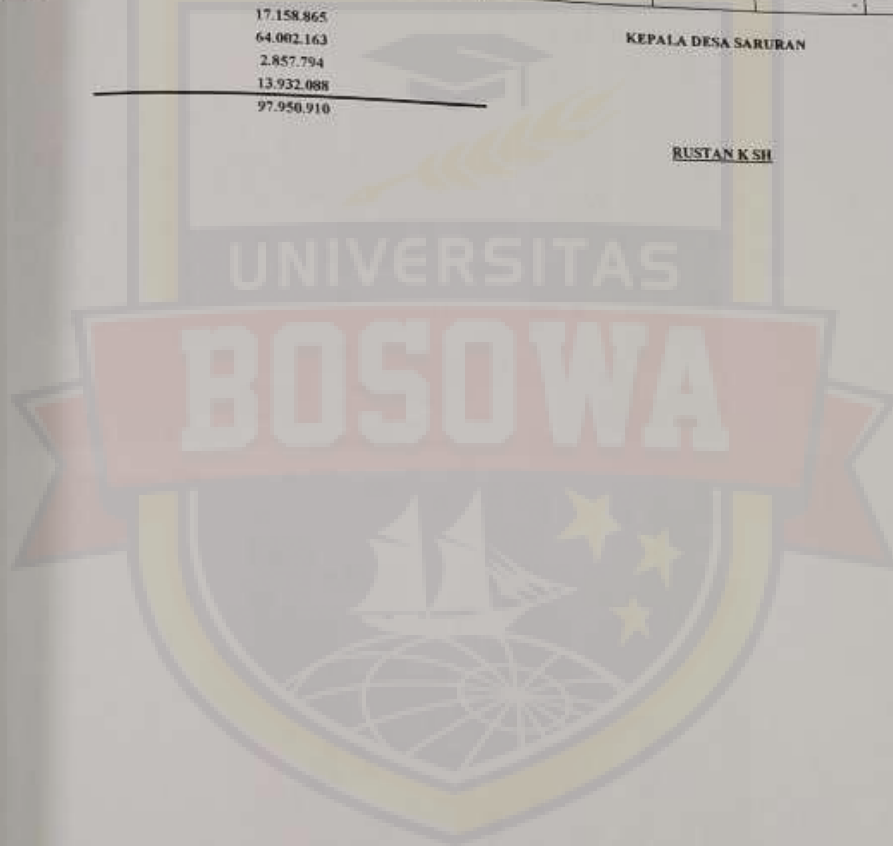 17.158.865
64.002.163
2.857.794
13.932.088
97.950.910
KEPALA DESA SARURAN
RUSTAN K SH
UNIVERSITAS
BOSOWA